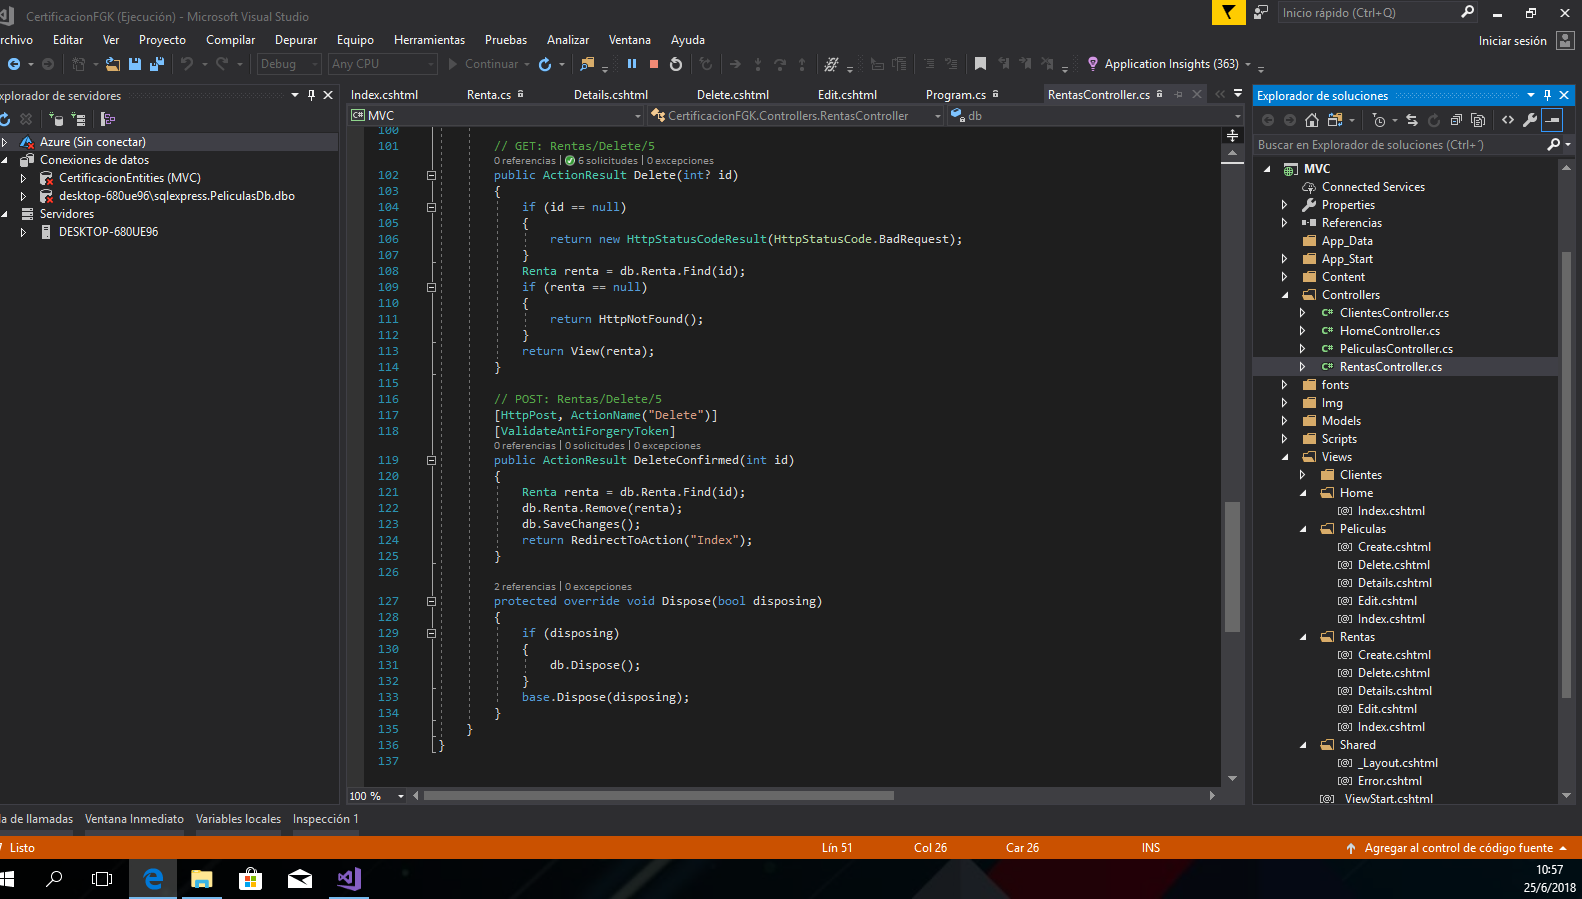 CertificacionFGK (Ejecución) - Microsoft Visual Studio
Inicio rápido (Ctrl+Q)
rchivo Editar Ver Proyecto Compilar Depurar Equipo Herramientas Pruebas Analizar Ventana Ayuda
Iniciar sesión
Debug Any CPU Continuar Application Insights (363)
xplorador de servidores
Azure (Sin conectar)
Conexiones de datos
CertificacionEntities (MVC)
desktop-680ue96\sqlexpress.PeliculasDb.dbo
Servidores
DESKTOP-680UE96
Index.cshtml Renta.cs Details.cshtml Delete.cshtml Edit.cshtml Program.cs RentasController.cs
MVC CertificacionFGK.Controllers.RentasController db
100
101 // GET: Rentas/Delete/5
0 referencias | 6 solicitudes | 0 excepciones
102 public ActionResult Delete(int? id)
103 {
104 if (id == null)
105 {
106 return new HttpStatusCodeResult(HttpStatusCode.BadRequest);
107 }
108 Renta renta = db.Renta.Find(id);
109 if (renta == null)
110 {
111 return HttpNotFound();
112 }
113 return View(renta);
114 }
115
116 // POST: Rentas/Delete/5
117 [HttpPost, ActionName("Delete")]
118 [ValidateAntiForgeryToken]
0 referencias | 0 solicitudes | 0 excepciones
119 public ActionResult DeleteConfirmed(int id)
120 {
121 Renta renta = db.Renta.Find(id);
122 db.Renta.Remove(renta);
123 db.SaveChanges();
124 return RedirectToAction("Index");
125 }
126
2 referencias | 0 excepciones
127 protected override void Dispose(bool disposing)
128 {
129 if (disposing)
130 {
131 db.Dispose();
132 }
133 base.Dispose(disposing);
134 }
135 }
136 }
137
100 %
Explorador de soluciones
Buscar en Explorador de soluciones (Ctrl+´)
MVC
Connected Services
Properties
Referencias
App_Data
App_Start
Content
Controllers
C# ClientesController.cs
C# HomeController.cs
C# PeliculasController.cs
C# RentasController.cs
fonts
Img
Models
Scripts
Views
Clientes
Home
Index.cshtml
Peliculas
Create.cshtml
Delete.cshtml
Details.cshtml
Edit.cshtml
Index.cshtml
Rentas
Create.cshtml
Delete.cshtml
Details.cshtml
Edit.cshtml
Index.cshtml
Shared
_Layout.cshtml
Error.cshtml
_ViewStart.cshtml
la de llamadas Ventana Inmediato Variables locales Inspección 1
Listo Lín 51 Col 26 Car 26 INS Agregar al control de código fuente
10:57
25/6/2018